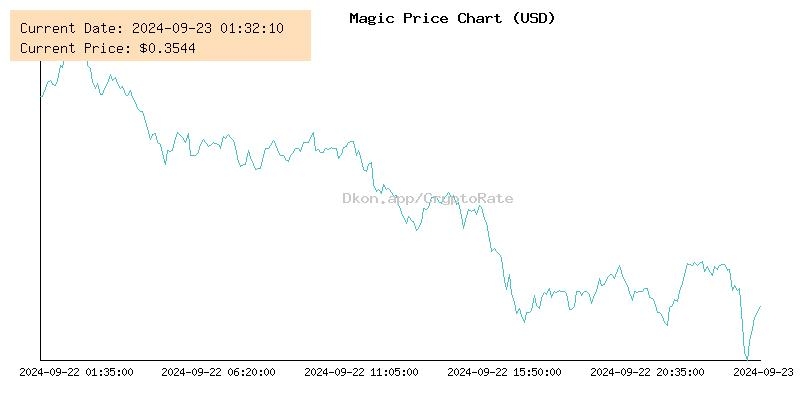 Magic Price Chart (USD)
Current Date: 2024-09-23 01:32:10
Current Price: $0.3544
Dkon.app/CryptoRate
2024-09-22 01:35:00
2024-09-22 06:20:00
2024-09-22 11:05:00
2024-09-22 15:50:00
2024-09-22 20:35:00
2024-09-23